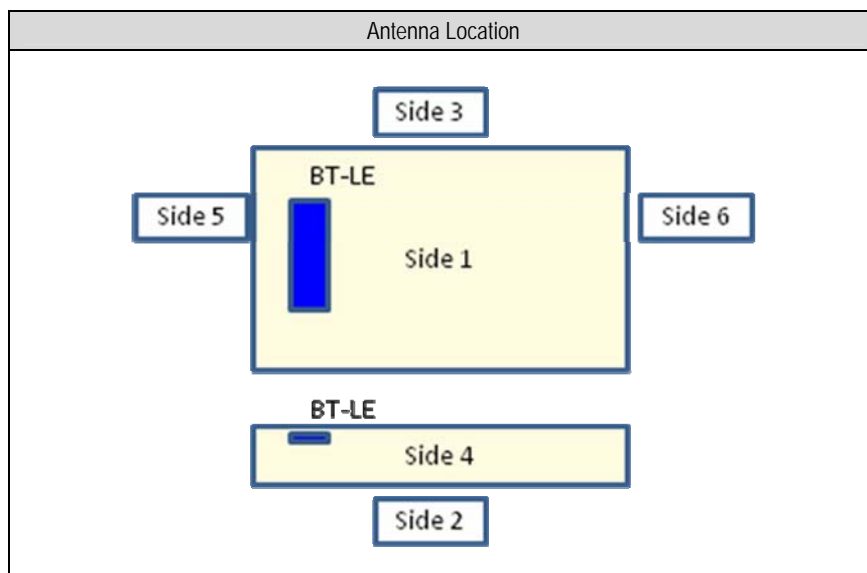 Antenna Location
Side 3
BT-LE
Side 5
Side 1
Side 6
BT-LE
Side 4
Side 2